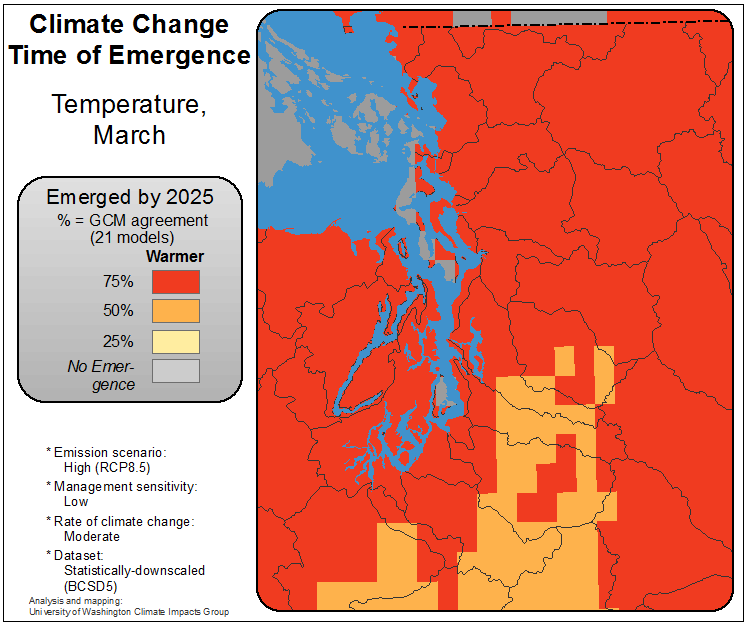 Climate Change
Time of Emergence
Temperature,
March
Emerged by 2025
% = GCM agreement
(21 models)
Warmer
75%
50%
25%
No Emer-
gence
* Emission scenario:
High (RCP8.5)
* Management sensitivity:
Low
* Rate of climate change:
Moderate
* Dataset:
Statistically-downscaled
(BCSD5)
Analysis and mapping:
University of Washington Climate Impacts Group